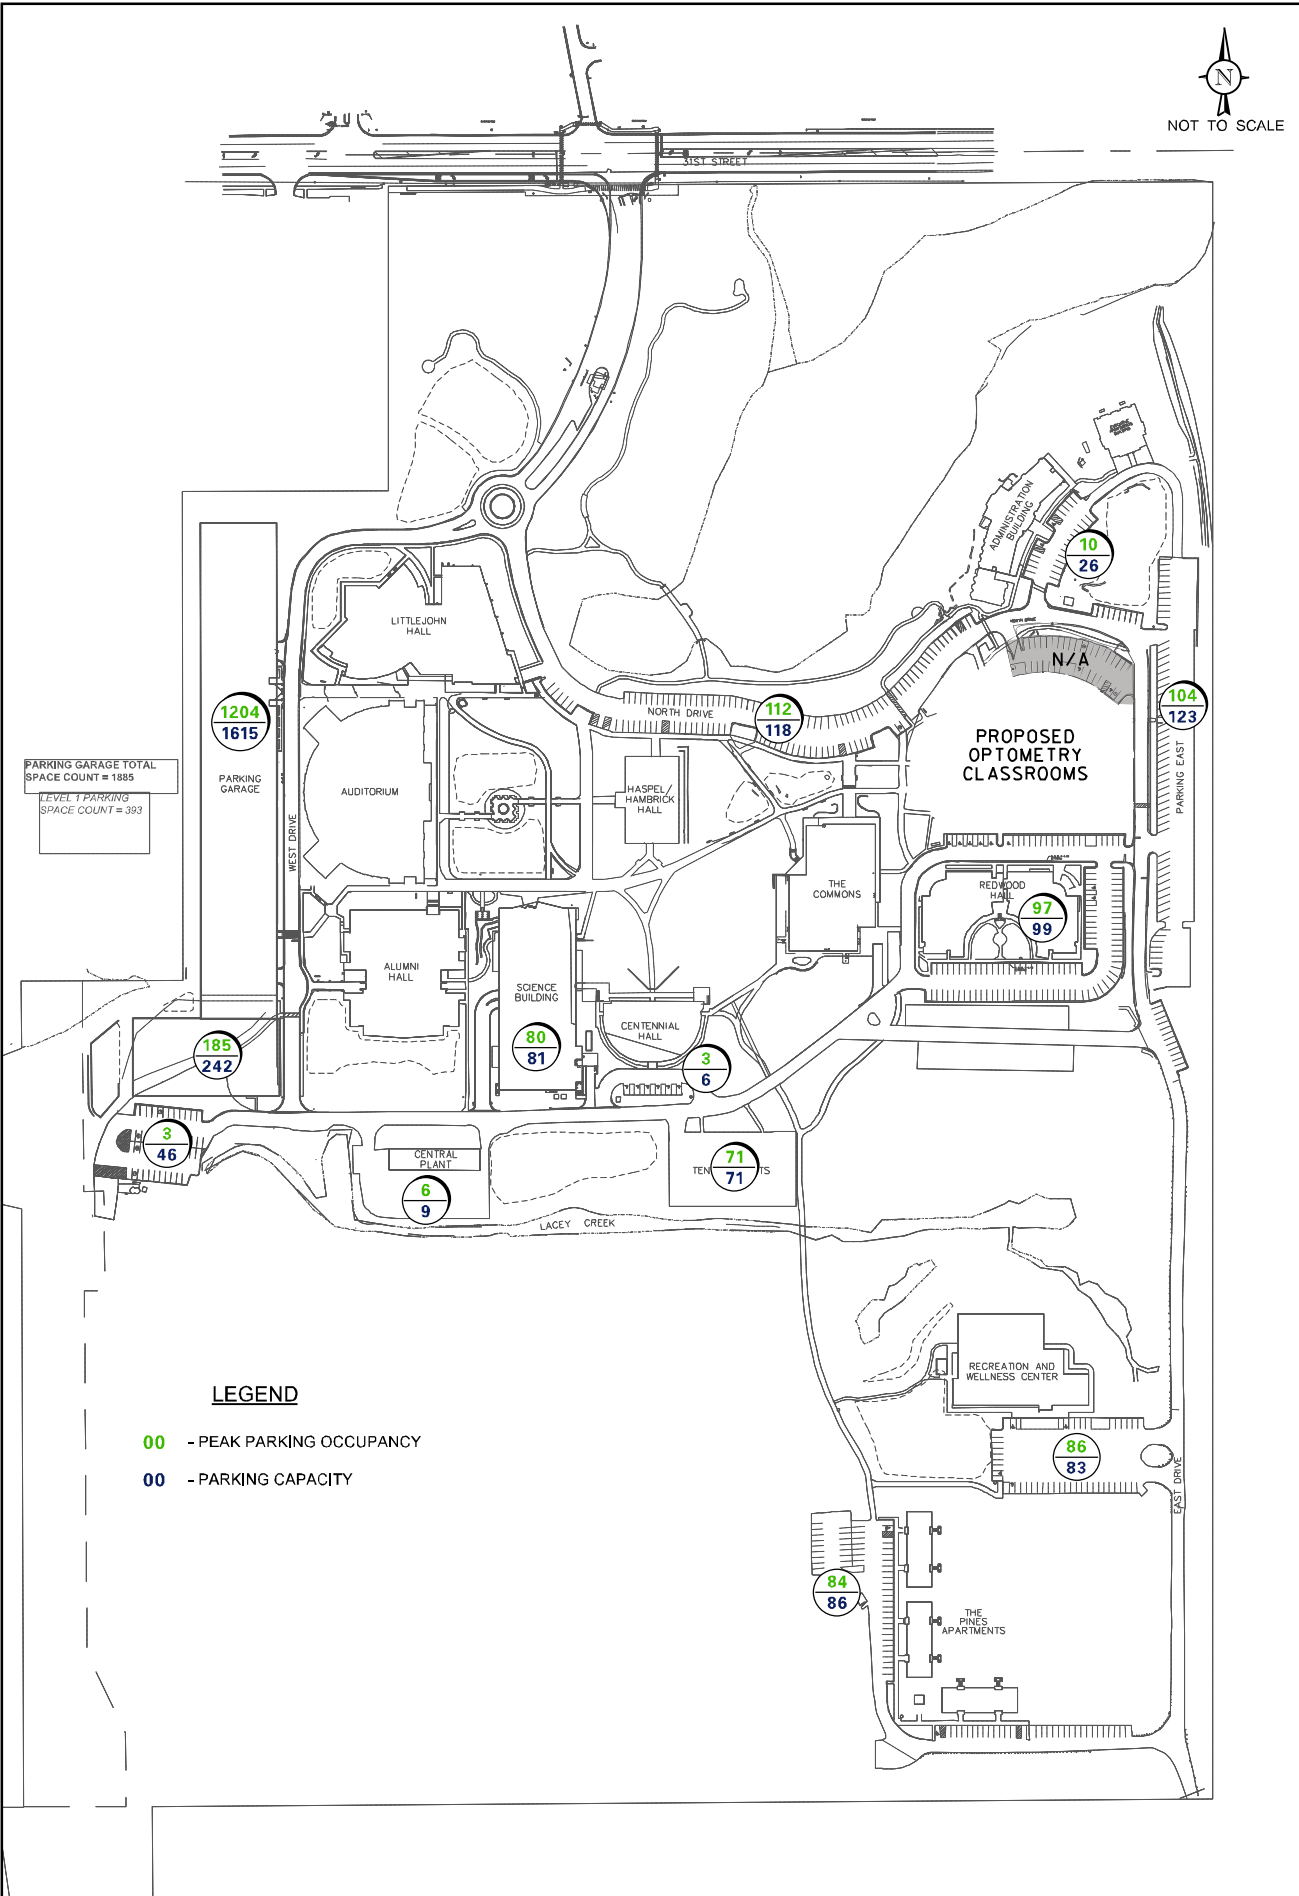 N
NOT TO SCALE
31ST STREET
ADMINISTRATION
BUILDING
10
26
LITTLEJOHN
HALL
NORTH DRIVE
N/A
1204
1615
NORTH DRIVE
112
118
104
123
PROPOSED
OPTOMETRY
CLASSROOMS
PARKING GARAGE TOTAL
SPACE COUNT = 1885
LEVEL 1 PARKING
SPACE COUNT = 393
PARKING
GARAGE
AUDITORIUM
HASPEL/
HAMBRICK
HALL
PARKING EAST
WEST DRIVE
THE
COMMONS
REDWOOD
HALL
97
99
ALUMNI
HALL
SCIENCE
BUILDING
CENTENNIAL
HALL
80
81
185
242
3
6
3
46
CENTRAL
PLANT
6
9
TEN
TS
71
71
LACEY CREEK
RECREATION AND
WELLNESS CENTER
86
83
EAST DRIVE
LEGEND
00 - PEAK PARKING OCCUPANCY
00 - PARKING CAPACITY
84
86
THE
PINES
APARTMENTS